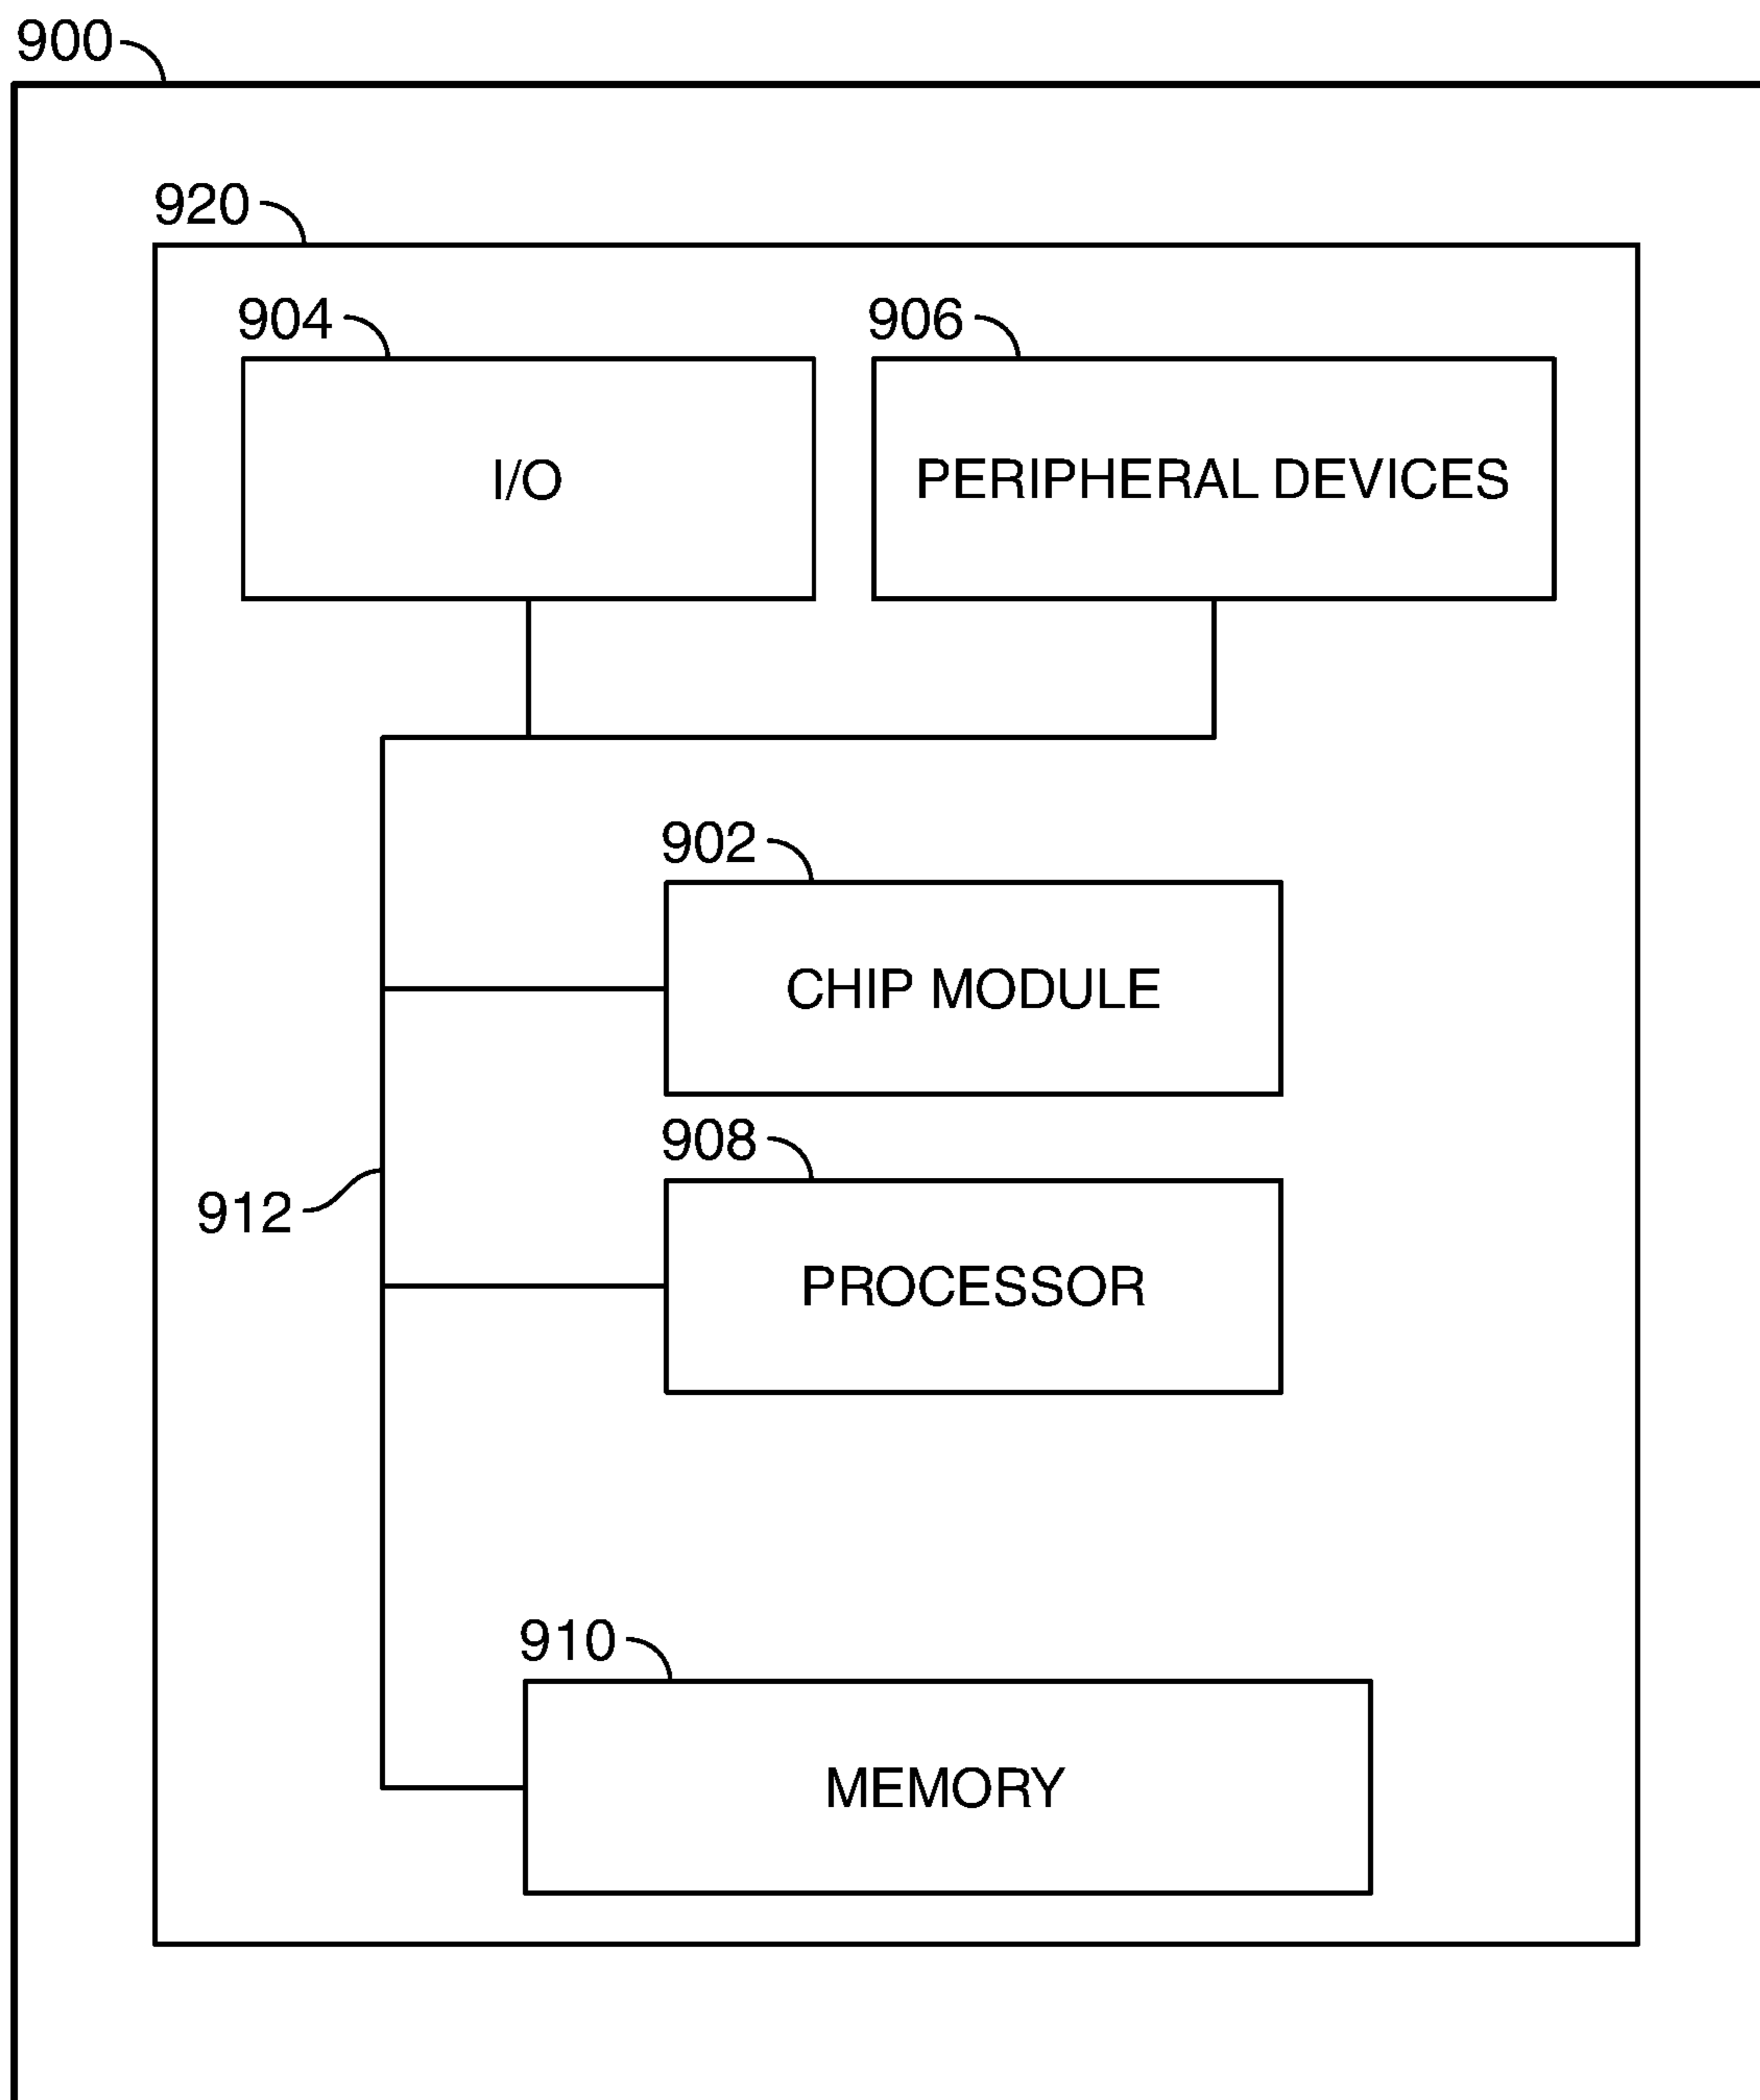 900
920
904
906
I/O
PERIPHERAL DEVICES
902
CHIP MODULE
908
912
PROCESSOR
910
MEMORY